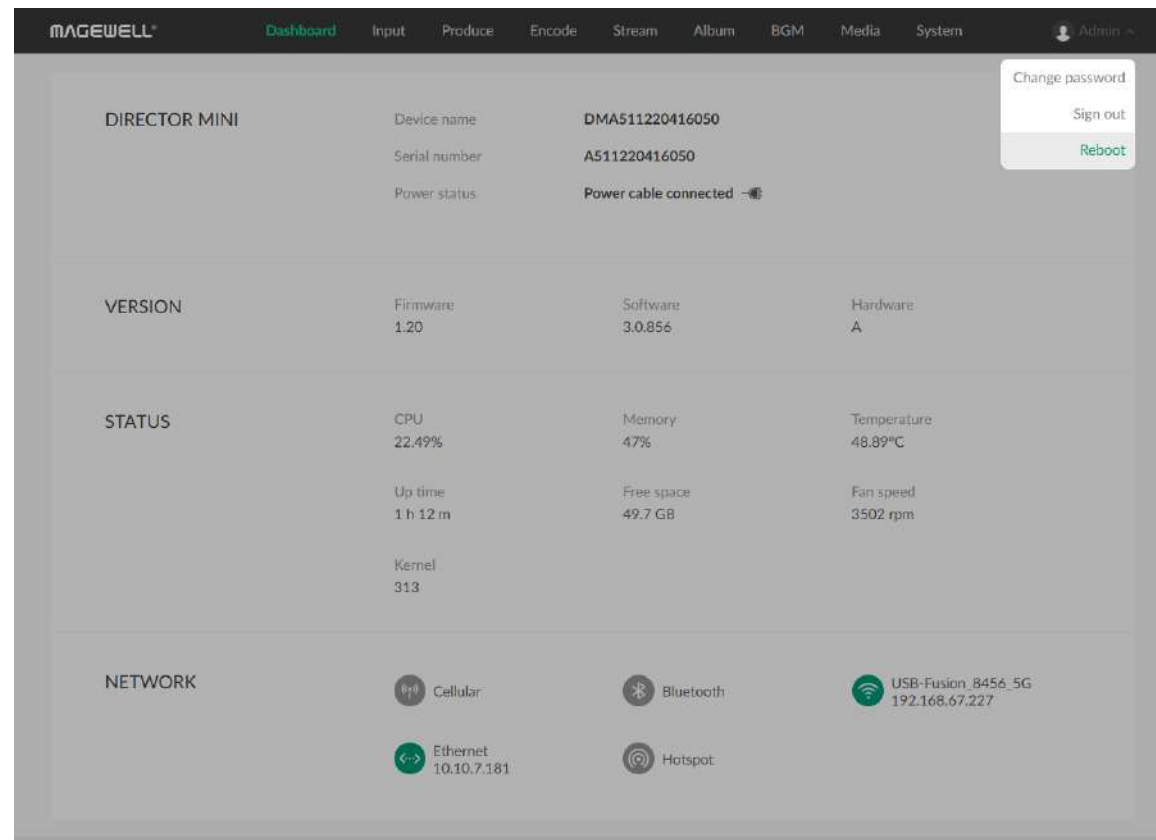 MAGEWELL® Dashboard Input Produce Encode Stream Album BGM Media System Admin
Change password
Sign out
Reboot
DIRECTOR MINI Device name DMA511220416050
Serial number A511220416050
Power status Power cable connected
VERSION Firmware Software Hardware
1.20 3.0.856 A
STATUS CPU Memory Temperature
22.49% 47% 48.89°C
Up time Free space Fan speed
1 h 12 m 49.7 GB 3502 rpm
Kernel
313
NETWORK Cellular Bluetooth USB-Fusion_8456_5G
192.168.67.227
Ethernet Hotspot
10.10.7.181